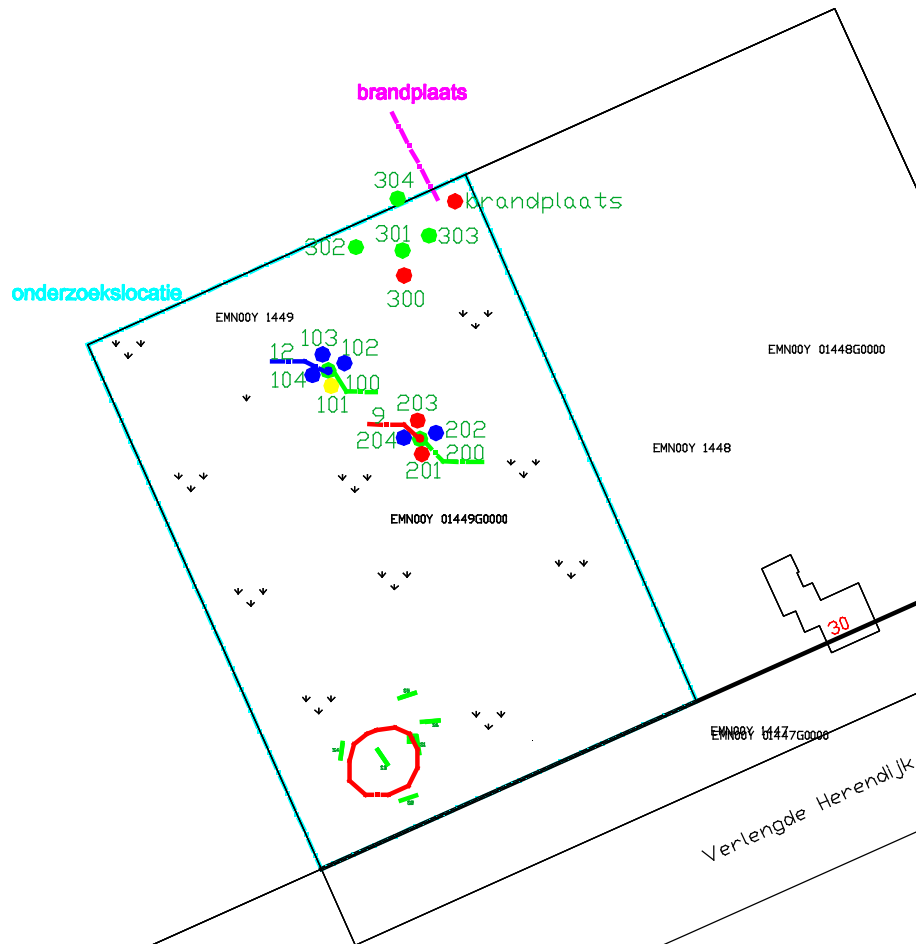 brandplaats
304
brandplaats
301
303
302
300
onderzoekslocatie
EMN00Y 1449
103
102
12
104
100
101
EMN00Y 01448G0000
203
9
202
204
200
201
EMN00Y 1448
EMN00Y 01449G0000
30
EMN00Y 1447
EMN00Y 01447G0000
Verlengde Herendijk